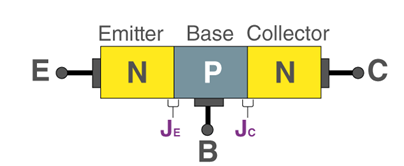 Emitter Base Collector
E N P N C
JE JC
B